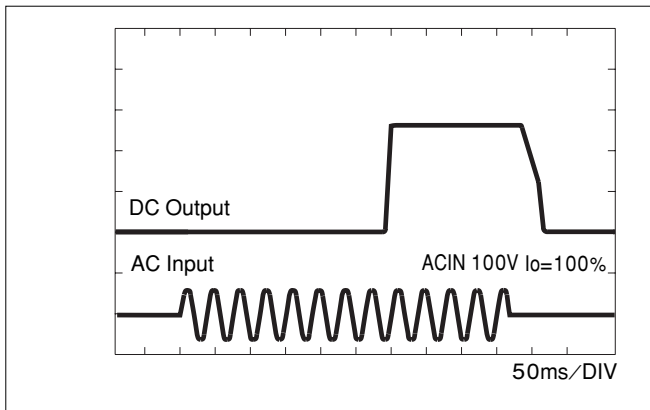 DC Output
AC Input
ACIN 100V Io=100%
50ms／DIV